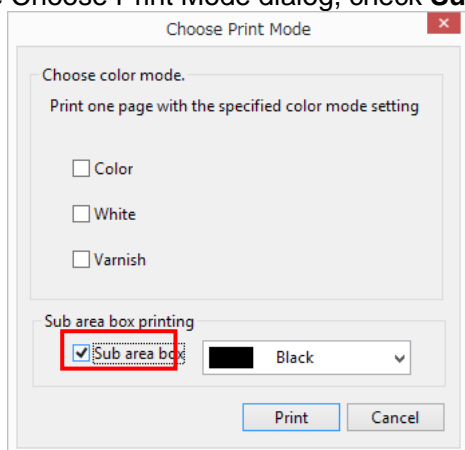 Choose Print Mode dialog, check Su
Choose Print Mode
Choose color mode.
Print one page with the specified color mode setting
Color
White
Varnish
Sub area box printing
Sub area box
Black
Print Cancel